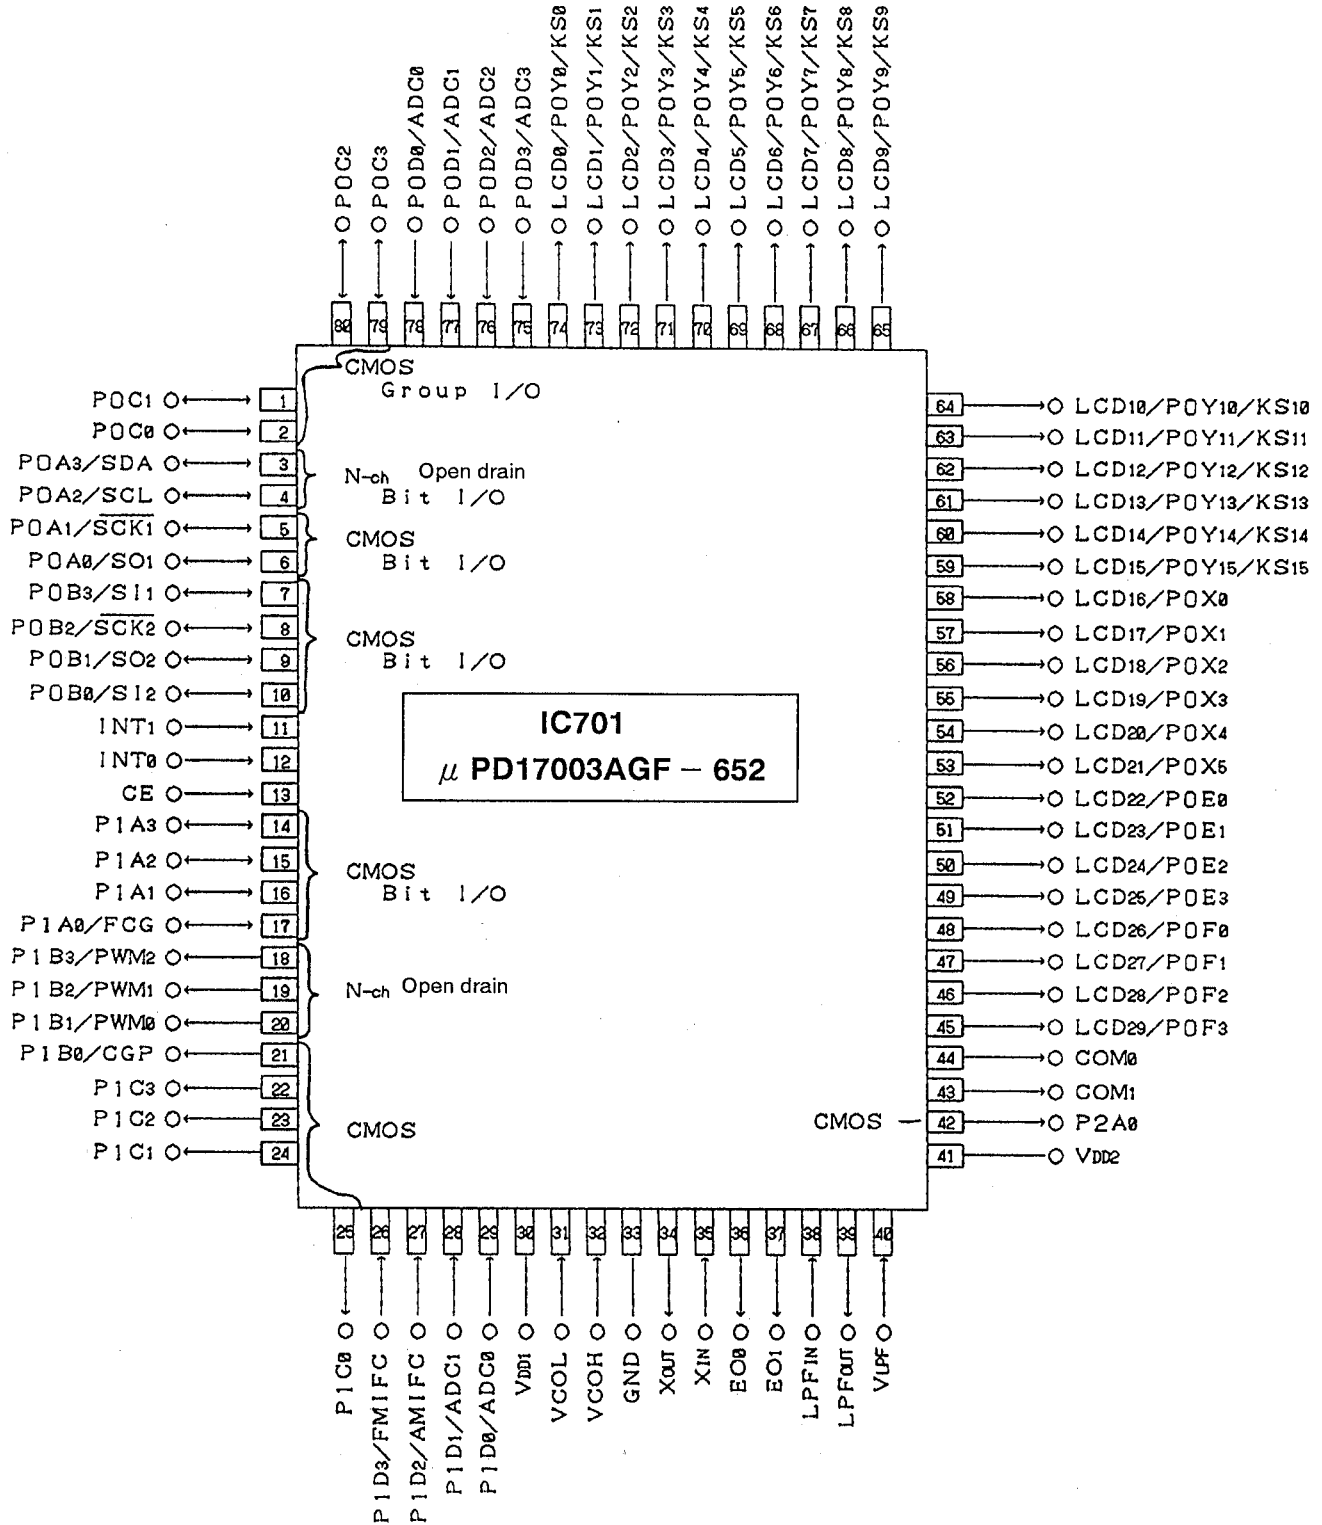 POC2
POC3
POD0/ADC0
POD1/ADC1
POD2/ADC2
POD3/ADC3
LCD0/POY0/KS0
LCD1/POY1/KS1
LCD2/POY2/KS2
LCD3/POY3/KS3
LCD4/POY4/KS4
LCD5/POY5/KS5
LCD6/POY6/KS6
LCD7/POY7/KS7
LCD8/POY8/KS8
LCD9/POY9/KS9
80 79 78 77 76 75 74 73 72 71 70 69 68 67 66 65
POC1 1
POC0 2
POA3/SDA 3
POA2/SCL 4
POA1/SCK1 5
POA0/SO1 6
POB3/SI1 7
POB2/SCK2 8
POB1/SO2 9
POB0/SI2 10
INT1 11
INT0 12
CE 13
P1A3 14
P1A2 15
P1A1 16
P1A0/FCG 17
P1B3/PWM2 18
P1B2/PWM1 19
P1B1/PWM0 20
P1B0/CGP 21
P1C3 22
P1C2 23
P1C1 24
CMOS
Group I/O
N-ch Open drain
Bit I/O
CMOS
Bit I/O
CMOS
Bit I/O
IC701
μ PD17003AGF – 652
CMOS
Bit I/O
N-ch Open drain
CMOS
CMOS
64 LCD10/POY10/KS10
63 LCD11/POY11/KS11
62 LCD12/POY12/KS12
61 LCD13/POY13/KS13
60 LCD14/POY14/KS14
59 LCD15/POY15/KS15
58 LCD16/POX0
57 LCD17/POX1
56 LCD18/POX2
55 LCD19/POX3
54 LCD20/POX4
53 LCD21/POX5
52 LCD22/POE0
51 LCD23/POE1
50 LCD24/POE2
49 LCD25/POE3
48 LCD26/POF0
47 LCD27/POF1
46 LCD28/POF2
45 LCD29/POF3
44 COM0
43 COM1
42 P2A0
41 VDD2
25 26 27 28 29 30 31 32 33 34 35 36 37 38 39 40
P1C0
P1D3/FMIFC
P1D2/AMIFC
P1D1/ADC1
P1D0/ADC0
VDD1
VCOL
VCOH
GND
XOUT
XIN
EO0
EO1
LPFIN
LPFOUT
VLPF